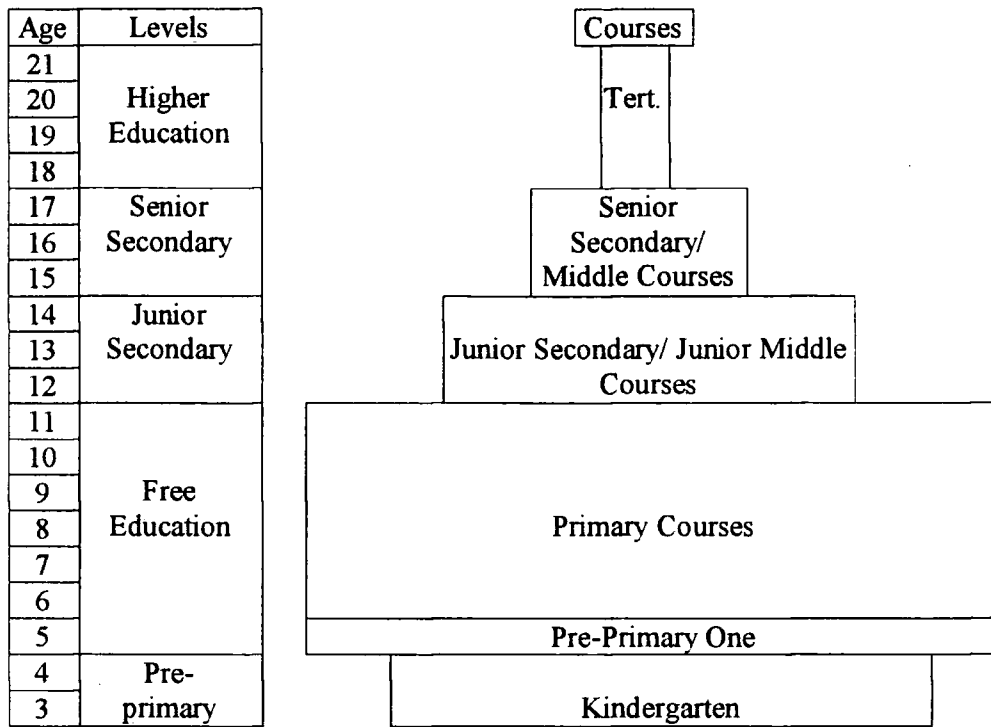 Age Levels Courses
21
20 Higher Tert.
19 Education
18
17 Senior Senior
16 Secondary Secondary/
15 Middle Courses
14 Junior
13 Secondary Junior Secondary/ Junior Middle
12 Courses
11
10
9 Free
8 Education Primary Courses
7
6
5 Pre-Primary One
4 Pre-
3 primary Kindergarten